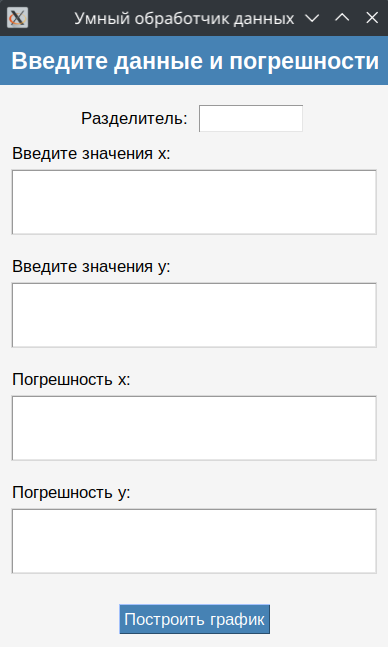 Умный обработчик данных
Введите данные и погрешности
Разделитель:
Введите значения x:
Введите значения y:
Погрешность x:
Погрешность y:
Построить график